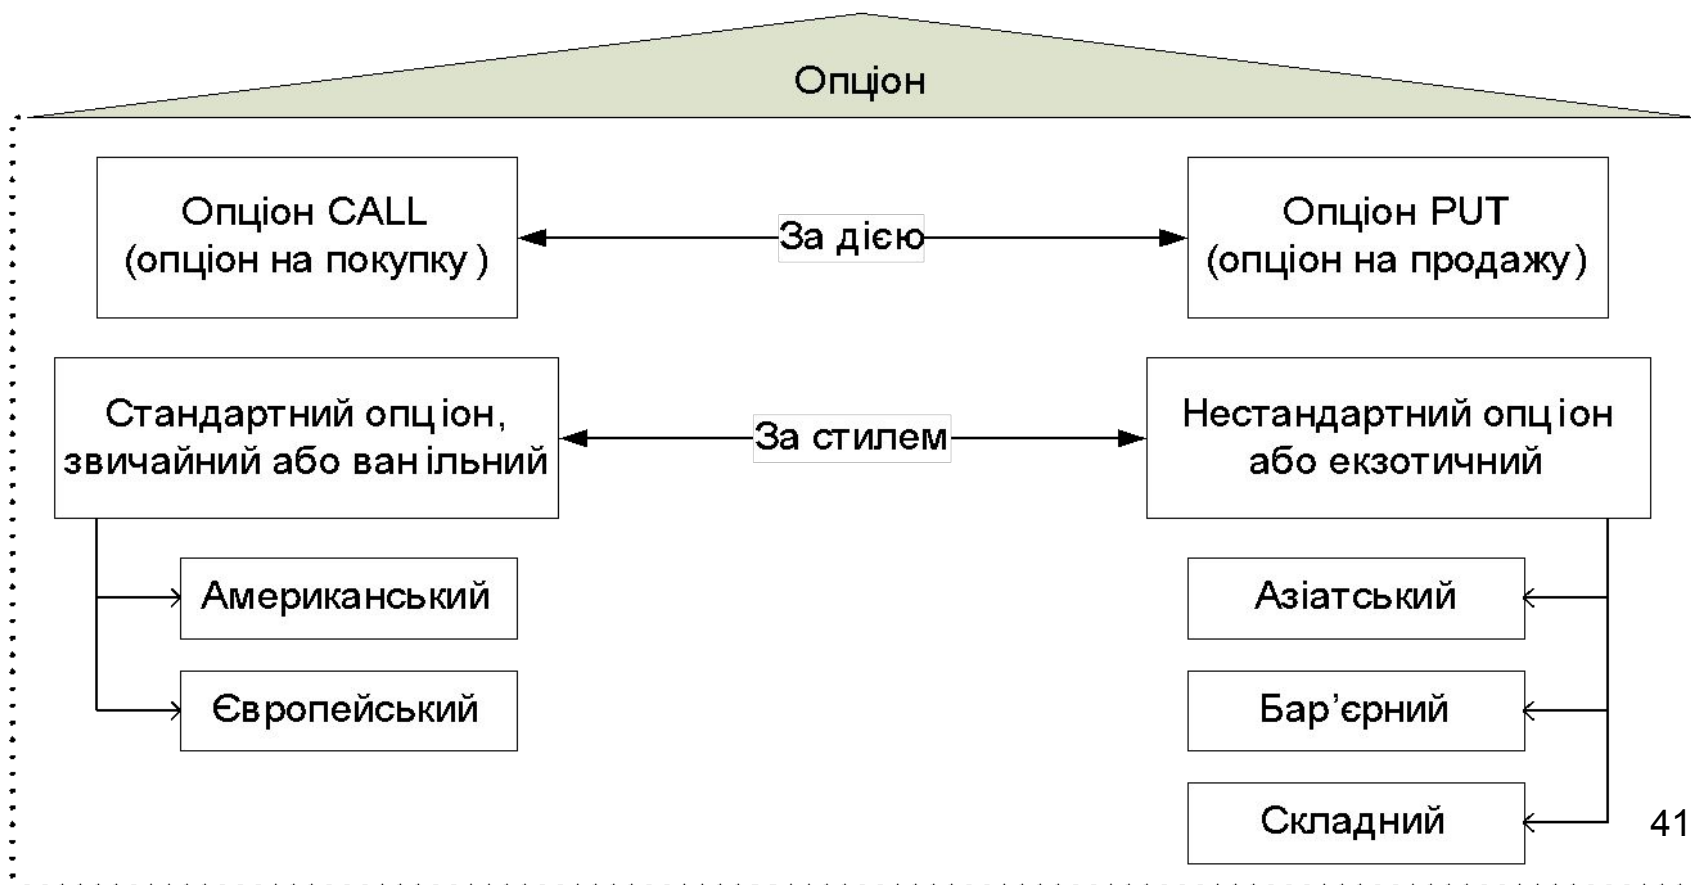 Опціон
Опціон CALL
(опціон на покупку)
За дією
Опціон PUT
(опціон на продажу)
Стандартний опціон,
звичайний або ванільний
За стилем
Нестандартний опціон
або екзотичний
Американський
Європейський
Азіатський
Бар’єрний
Складний
41